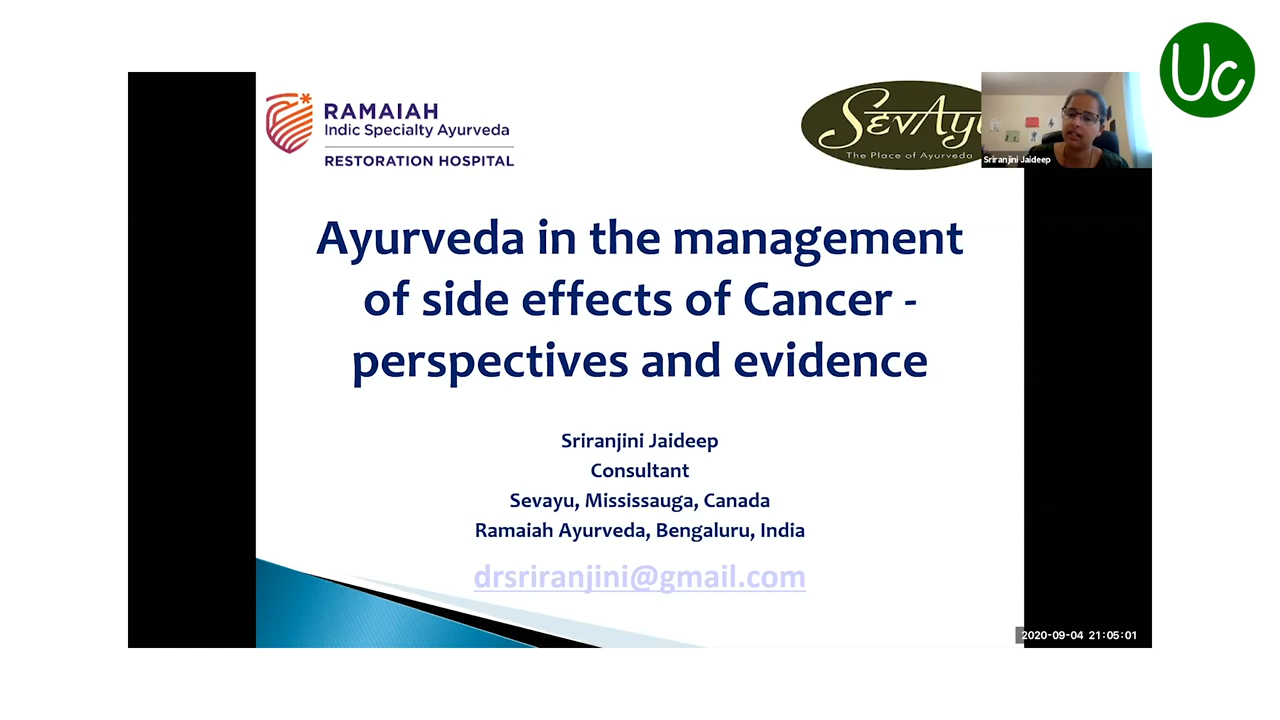 Uc
RAMAIAH
Indic Specialty Ayurveda
RESTORATION HOSPITAL
The Place of Ayurveda
Sriranjini Jaideep
Ayurveda in the management
of side effects of Cancer -
perspectives and evidence
Sriranjini Jaideep
Consultant
Sevayu, Mississauga, Canada
Ramaiah Ayurveda, Bengaluru, India
drsriranjini@gmail.com
2020-09-04 21:05:01